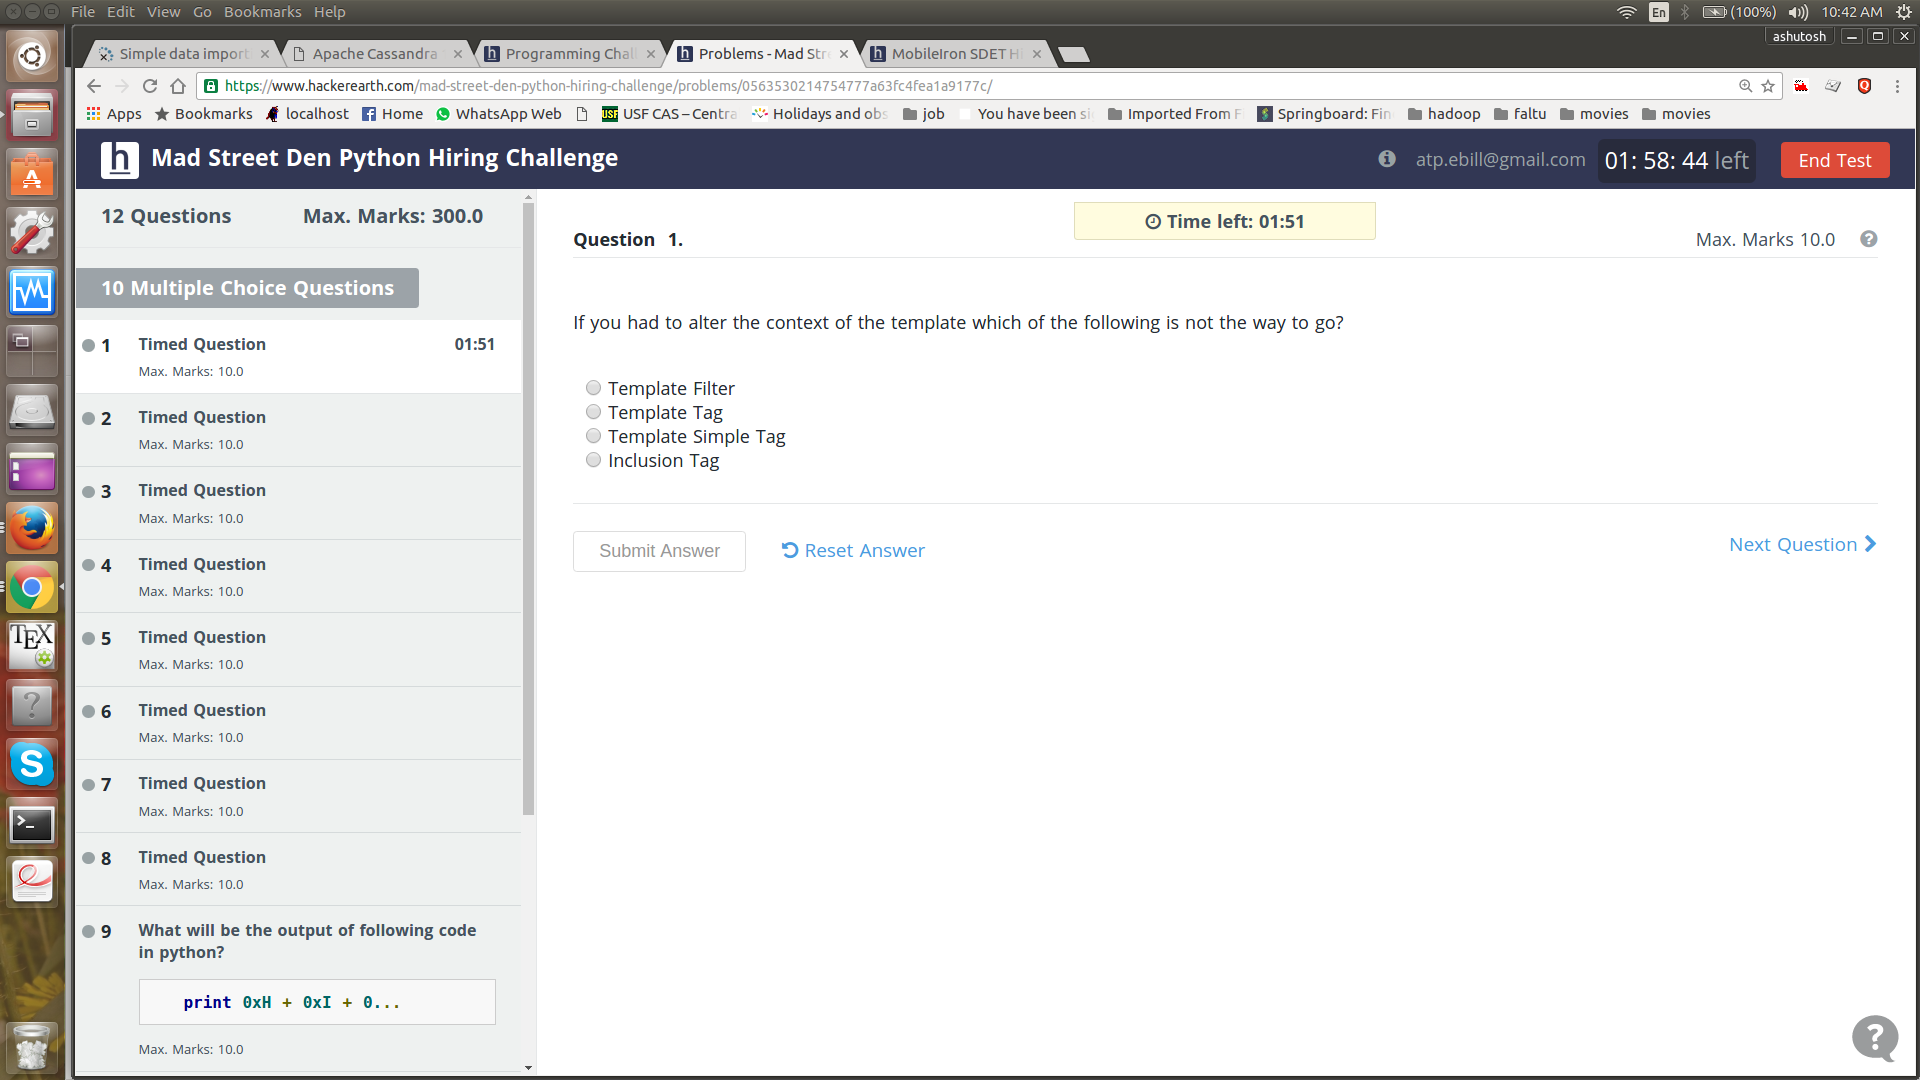 File Edit View Go Bookmarks Help
En (100%) 10:42 AM
ashutosh
Simple data import
Apache Cassandra
Programming Chall
Problems - Mad Str
MobileIron SDET H
https://www.hackerearth.com/mad-street-den-python-hiring-challenge/problems/0563530214754777a63fc4fea1a9177c/
Apps Bookmarks localhost Home WhatsApp Web USF CAS – Centra Holidays and obs job You have been si Imported From F Springboard: Fin hadoop faltu movies movies
h Mad Street Den Python Hiring Challenge
atp.ebill@gmail.com
01: 58: 44 left
End Test
12 Questions Max. Marks: 300.0
10 Multiple Choice Questions
1 Timed Question 01:51
Max. Marks: 10.0
2 Timed Question
Max. Marks: 10.0
3 Timed Question
Max. Marks: 10.0
4 Timed Question
Max. Marks: 10.0
5 Timed Question
Max. Marks: 10.0
6 Timed Question
Max. Marks: 10.0
7 Timed Question
Max. Marks: 10.0
8 Timed Question
Max. Marks: 10.0
9 What will be the output of following code
in python?
print 0xH + 0xI + 0...
Max. Marks: 10.0
Time left: 01:51
Question 1.
Max. Marks 10.0 ?
If you had to alter the context of the template which of the following is not the way to go?
Template Filter
Template Tag
Template Simple Tag
Inclusion Tag
Submit Answer
Reset Answer
Next Question
?
TEX